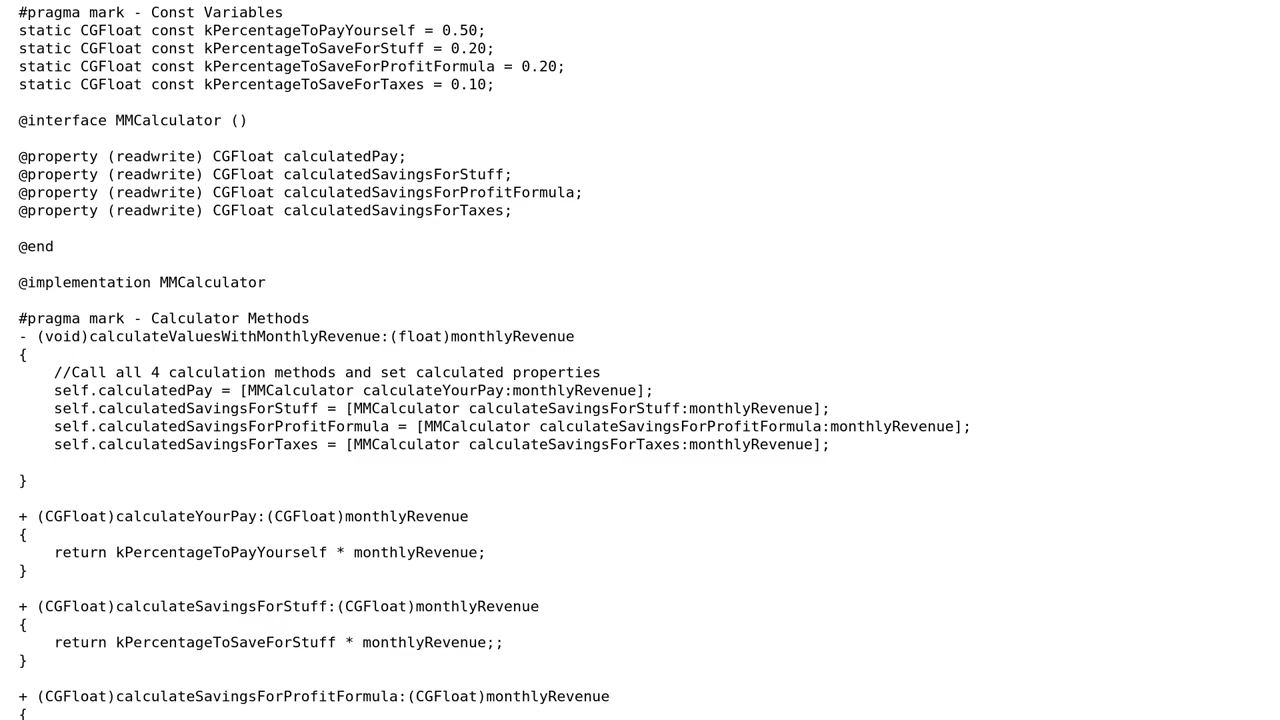 #pragma mark - Const Variables
static CGFloat const kPercentageToPayYourself = 0.50;
static CGFloat const kPercentageToSaveForStuff = 0.20;
static CGFloat const kPercentageToSaveForProfitFormula = 0.20;
static CGFloat const kPercentageToSaveForTaxes = 0.10;

@interface MMCalculator ()

@property (readwrite) CGFloat calculatedPay;
@property (readwrite) CGFloat calculatedSavingsForStuff;
@property (readwrite) CGFloat calculatedSavingsForProfitFormula;
@property (readwrite) CGFloat calculatedSavingsForTaxes;

@end

@implementation MMCalculator

#pragma mark - Calculator Methods
- (void)calculateValuesWithMonthlyRevenue:(float)monthlyRevenue
{
    //Call all 4 calculation methods and set calculated properties
    self.calculatedPay = [MMCalculator calculateYourPay:monthlyRevenue];
    self.calculatedSavingsForStuff = [MMCalculator calculateSavingsForStuff:monthlyRevenue];
    self.calculatedSavingsForProfitFormula = [MMCalculator calculateSavingsForProfitFormula:monthlyRevenue];
    self.calculatedSavingsForTaxes = [MMCalculator calculateSavingsForTaxes:monthlyRevenue];

}

+ (CGFloat)calculateYourPay:(CGFloat)monthlyRevenue
{
    return kPercentageToPayYourself * monthlyRevenue;
}

+ (CGFloat)calculateSavingsForStuff:(CGFloat)monthlyRevenue
{
    return kPercentageToSaveForStuff * monthlyRevenue;;
}

+ (CGFloat)calculateSavingsForProfitFormula:(CGFloat)monthlyRevenue
{